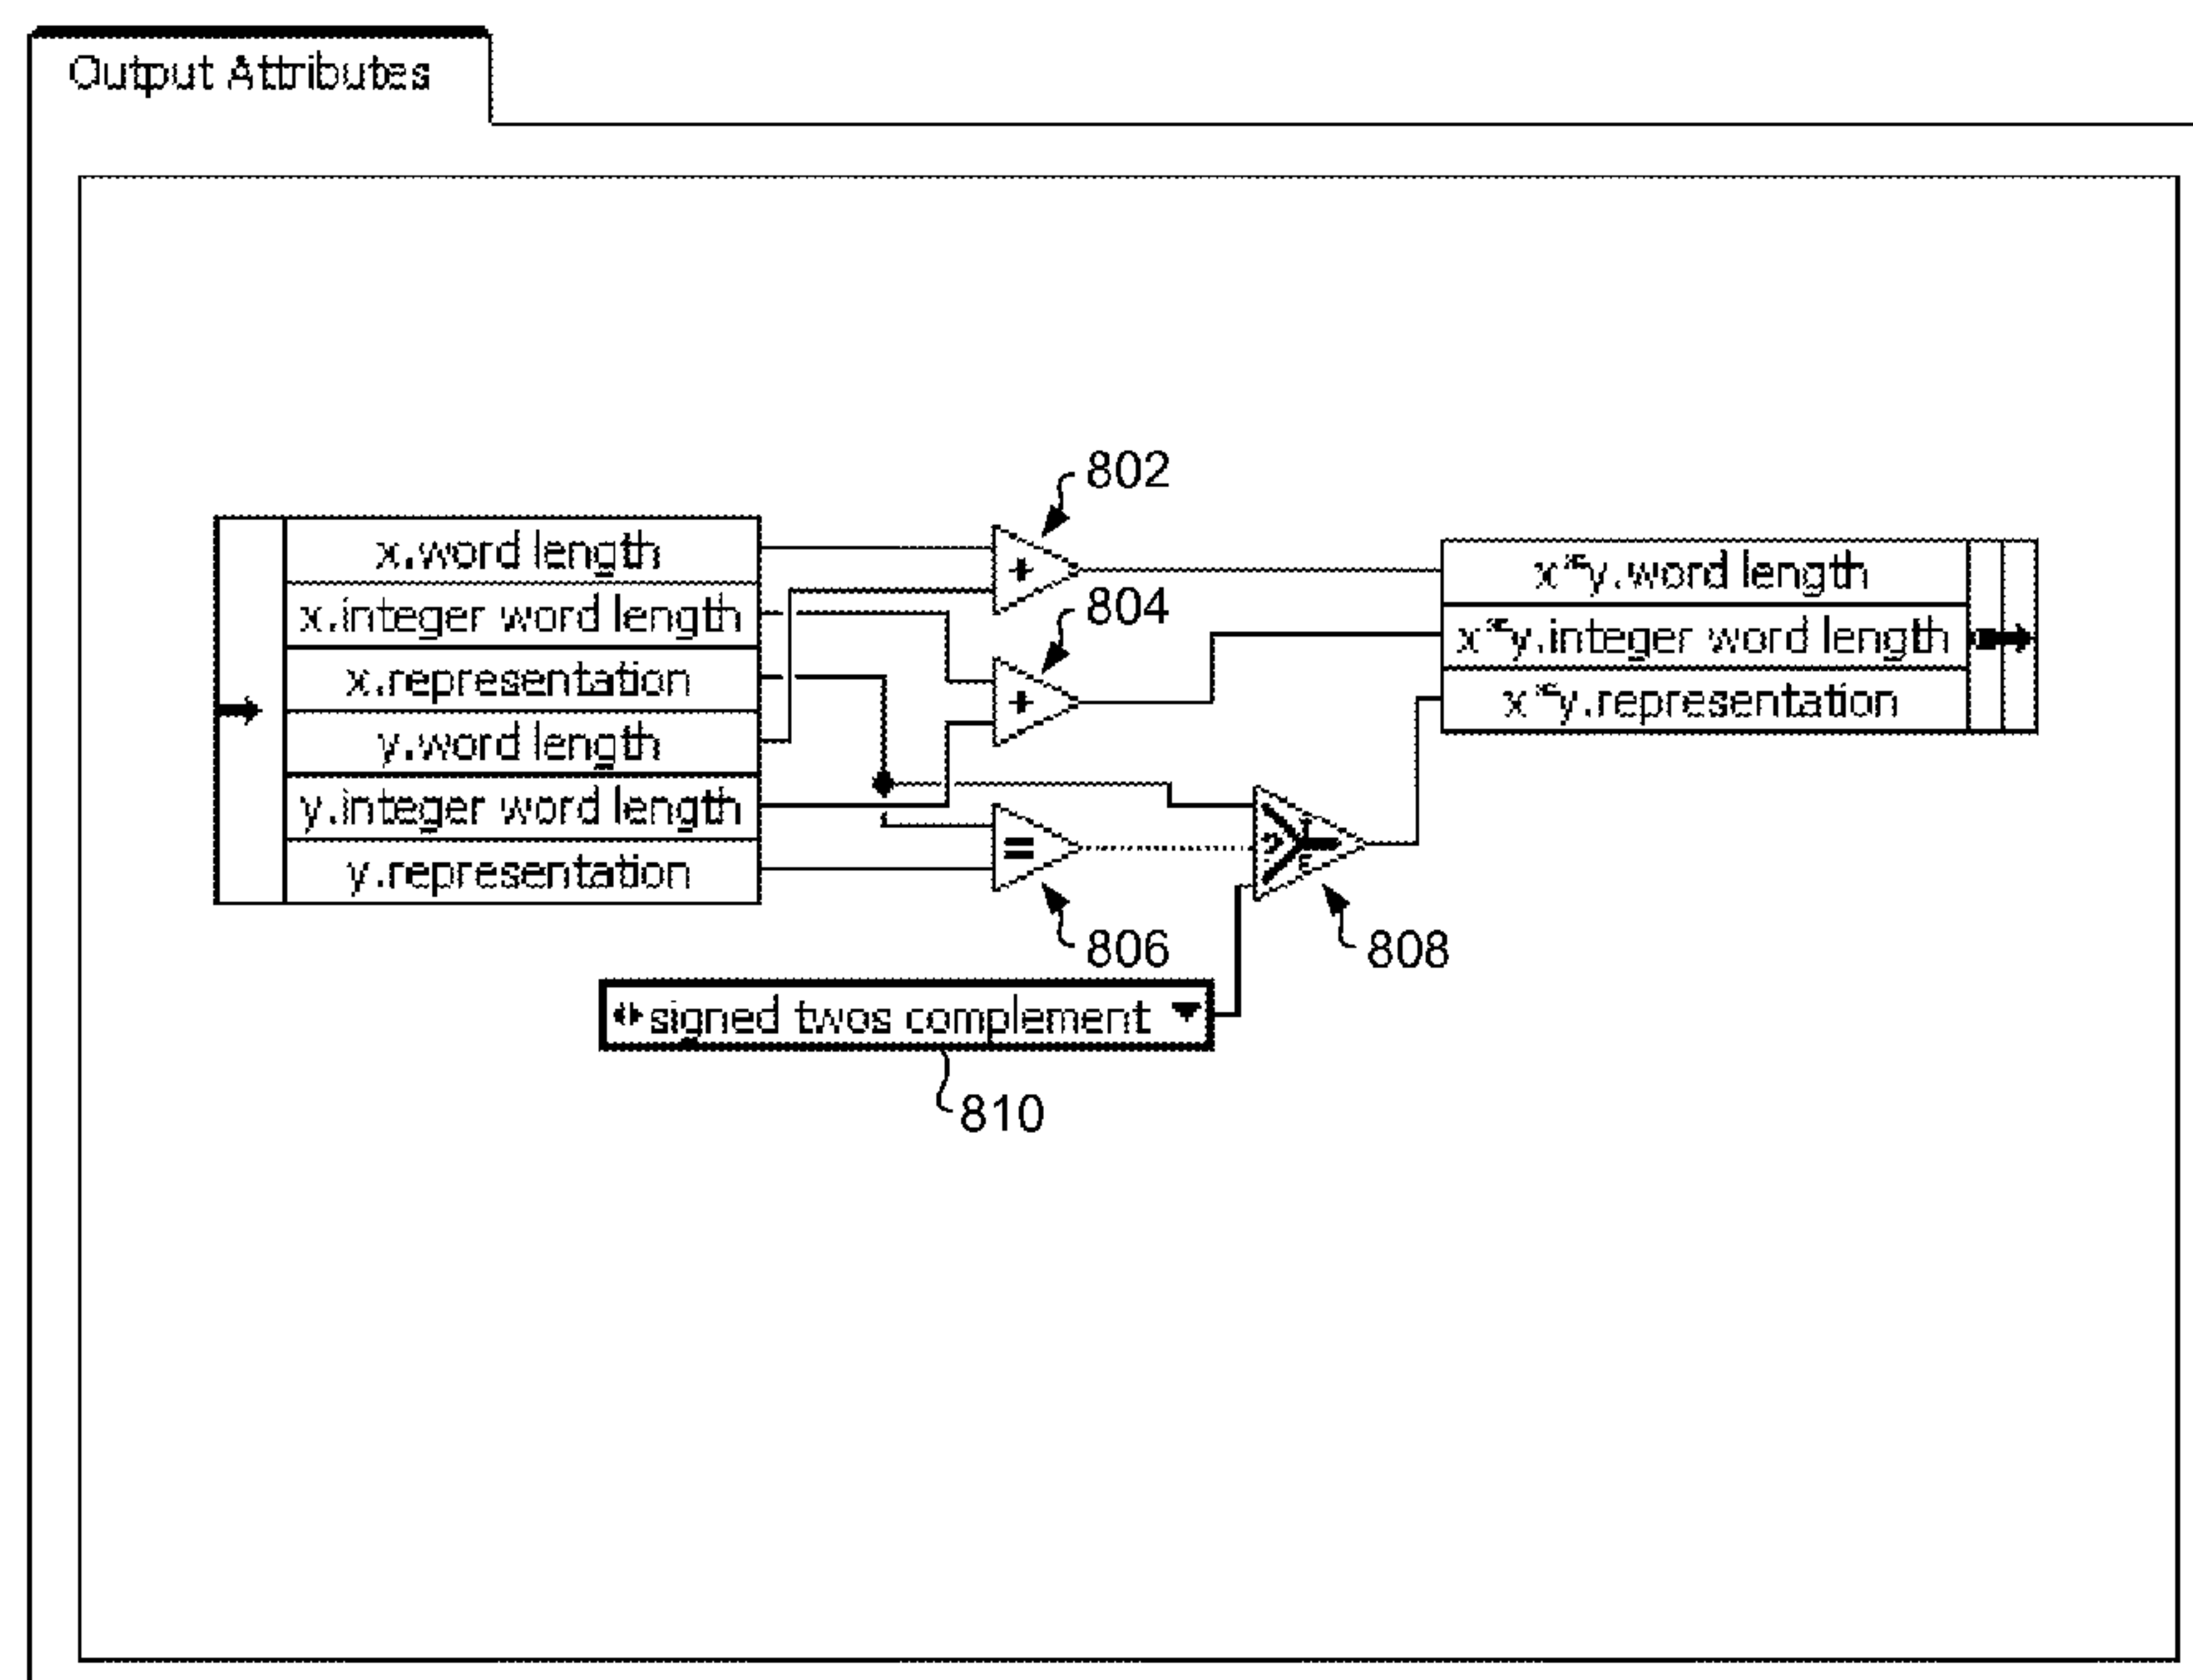 Output Attributes
802
x.word length
x*y.word length
x.integer word length
804
x*y.integer word length
x.representation
x*y.representation
y.word length
y.integer word length
y.representation
806
808
signed twos complement
810